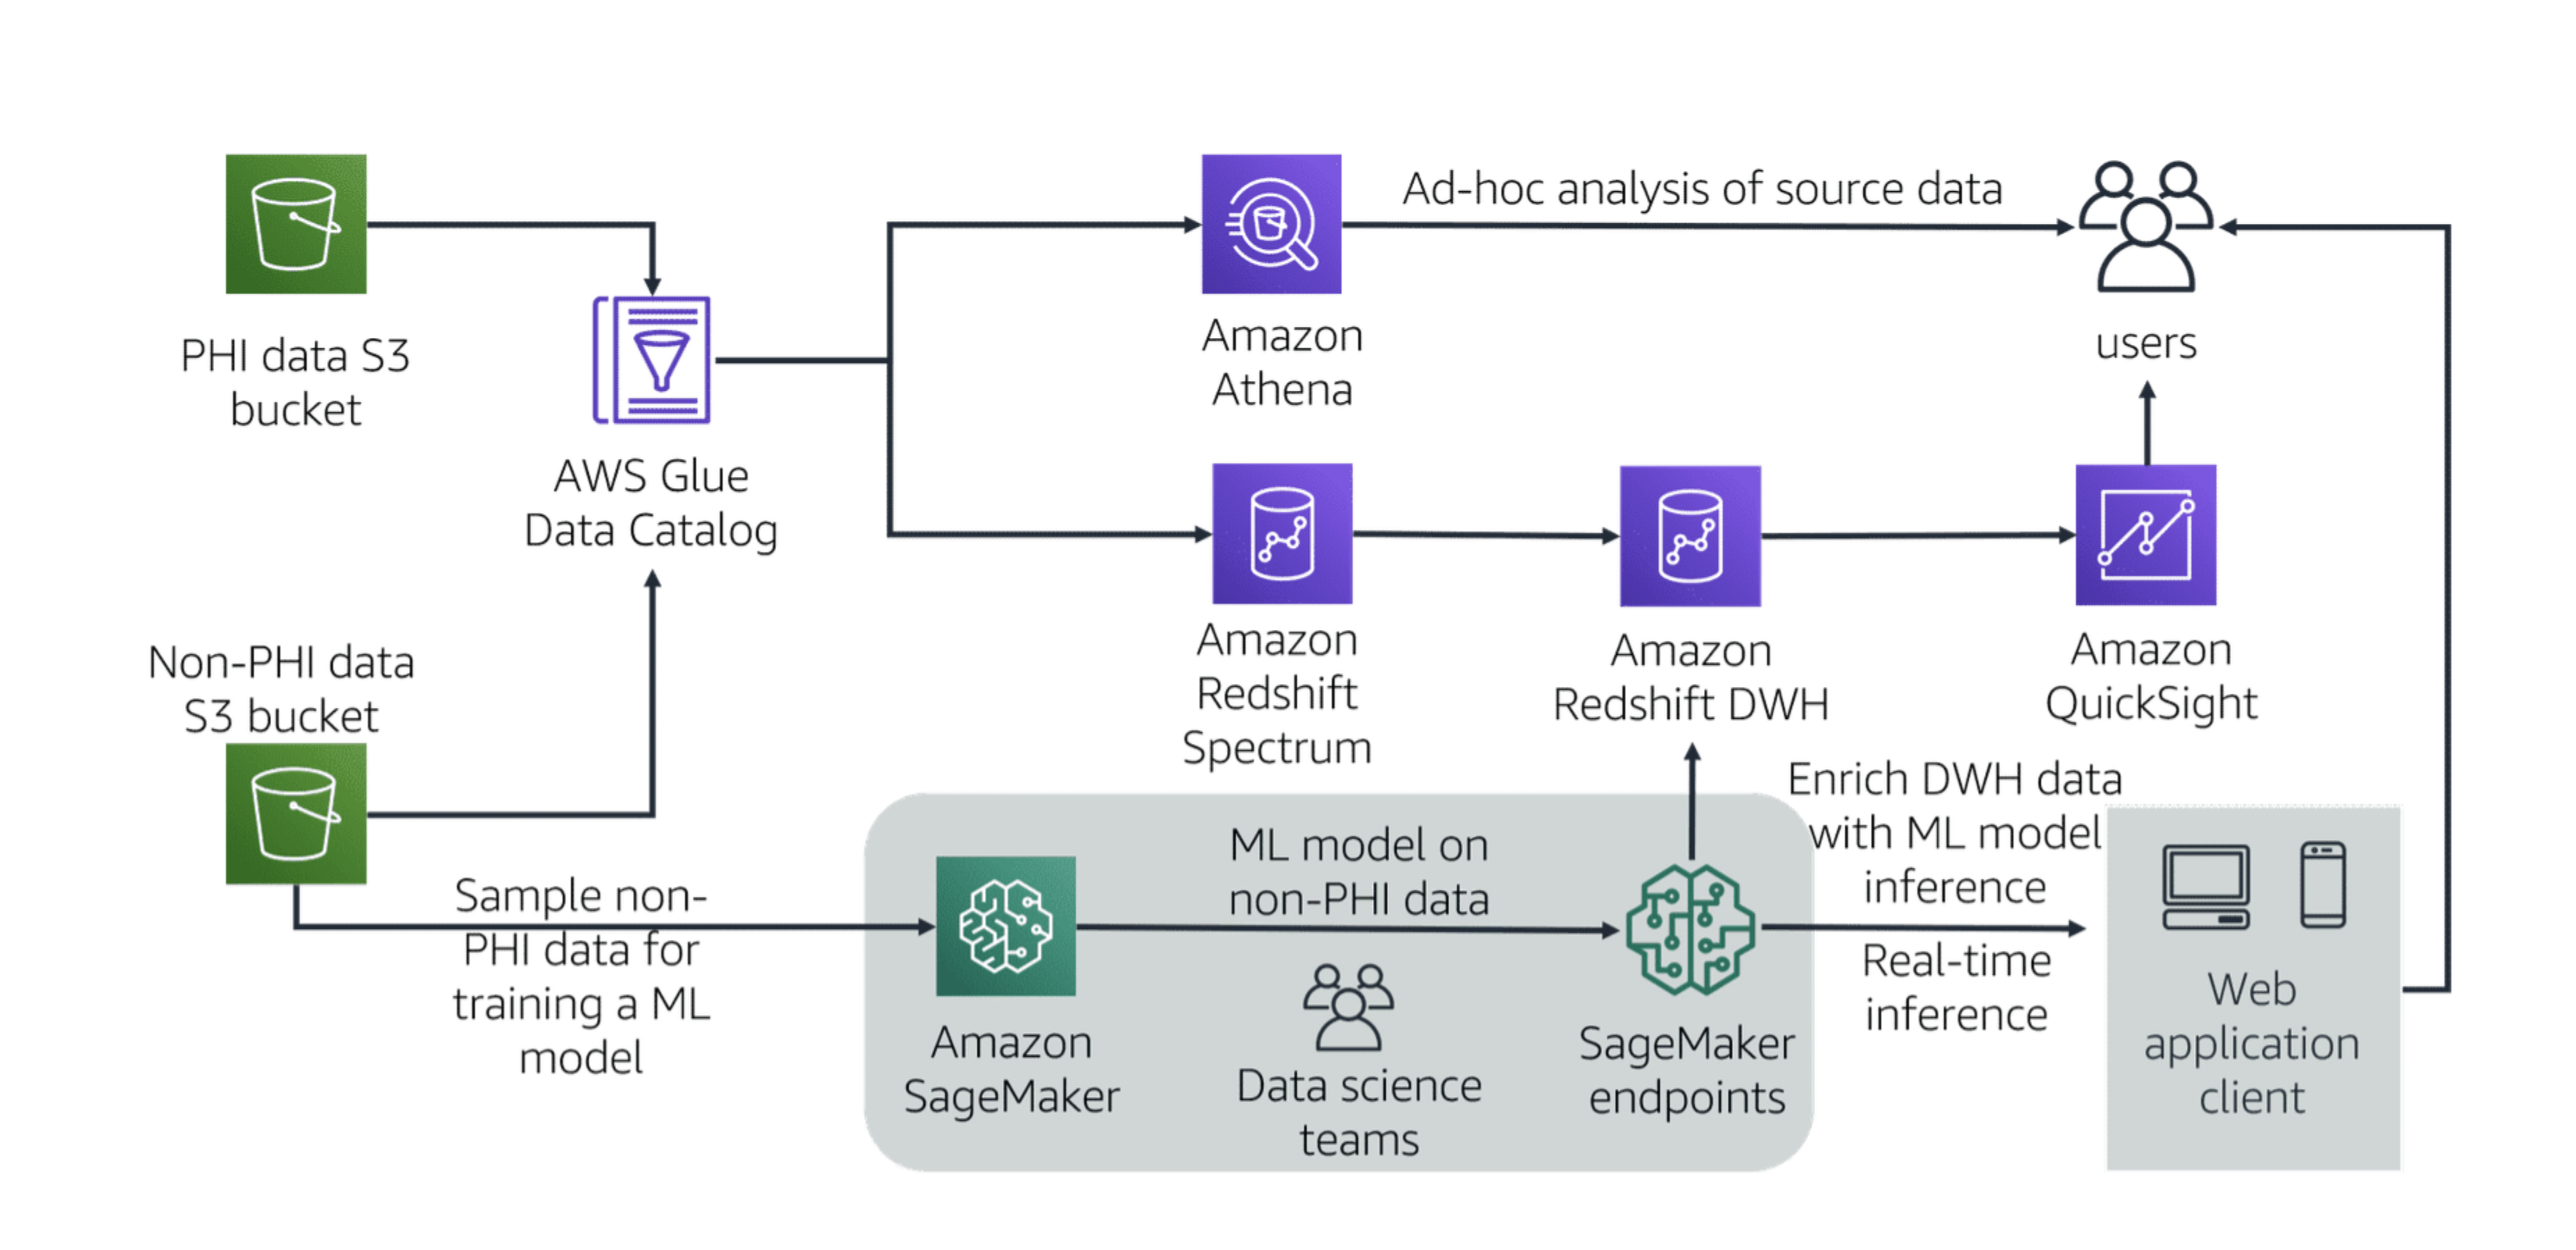 PHI data S3
bucket
AWS Glue
Data Catalog
Non-PHI data
S3 bucket
Sample non-
PHI data for
training a ML
model
Amazon
Athena
Ad-hoc analysis of source data
users
Amazon
Redshift
Spectrum
Amazon
Redshift DWH
Amazon
QuickSight
Amazon
SageMaker
ML model on
non-PHI data
Data science
teams
SageMaker
endpoints
Enrich DWH data
with ML model
inference
Real-time
inference
Web
application
client